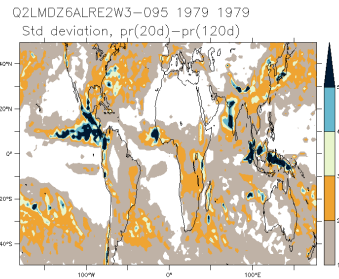 Q2LMDZ6ALRE2W3-095 1979 1979
Std deviation, pr(20d)-pr(120d)
40°N
20°N
0°
20°S
40°S
100°W
0°
100°E
5
4
3
2
1